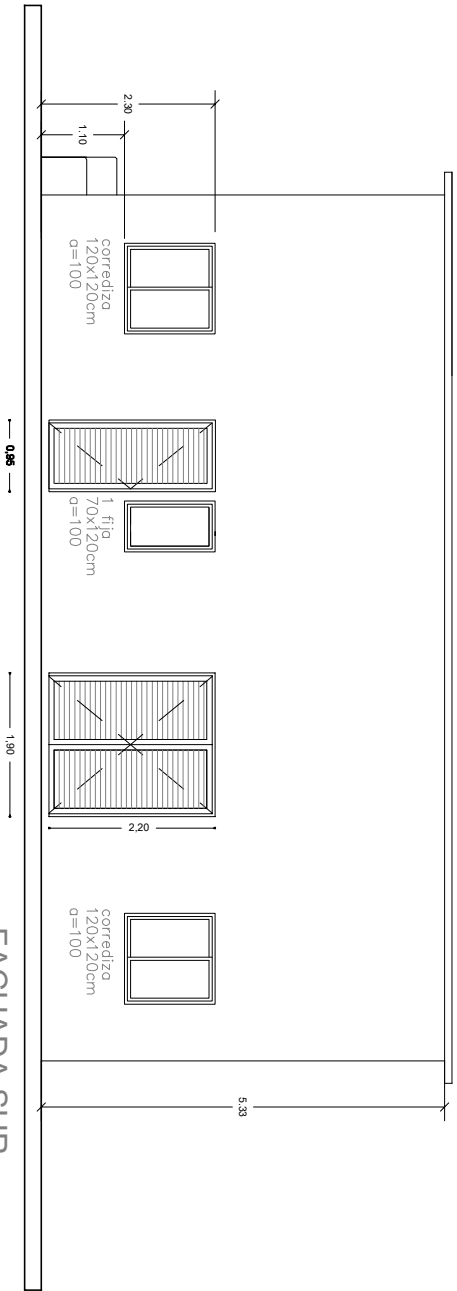 2.30
1.10
corrediza
120x120cm
a=100
0,95
1 fija
70x120cm
a=100
1,90
2,20
corrediza
120x120cm
a=100
5.33
FACHADA SUR